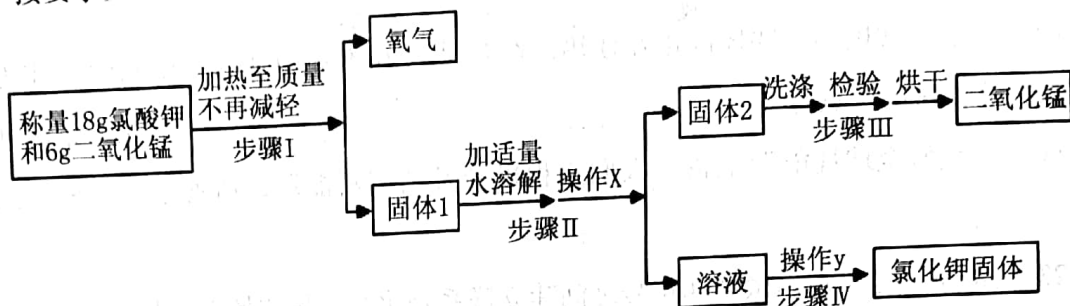 氧气
加热至质量
不再减轻
称量18g氯酸钾
和6g二氧化锰
步骤Ⅰ
固体1
加适量
水溶解
操作X
步骤Ⅱ
固体2
洗涤
检验
烘干
步骤Ⅲ
二氧化锰
溶液
操作y
步骤Ⅳ
氯化钾固体